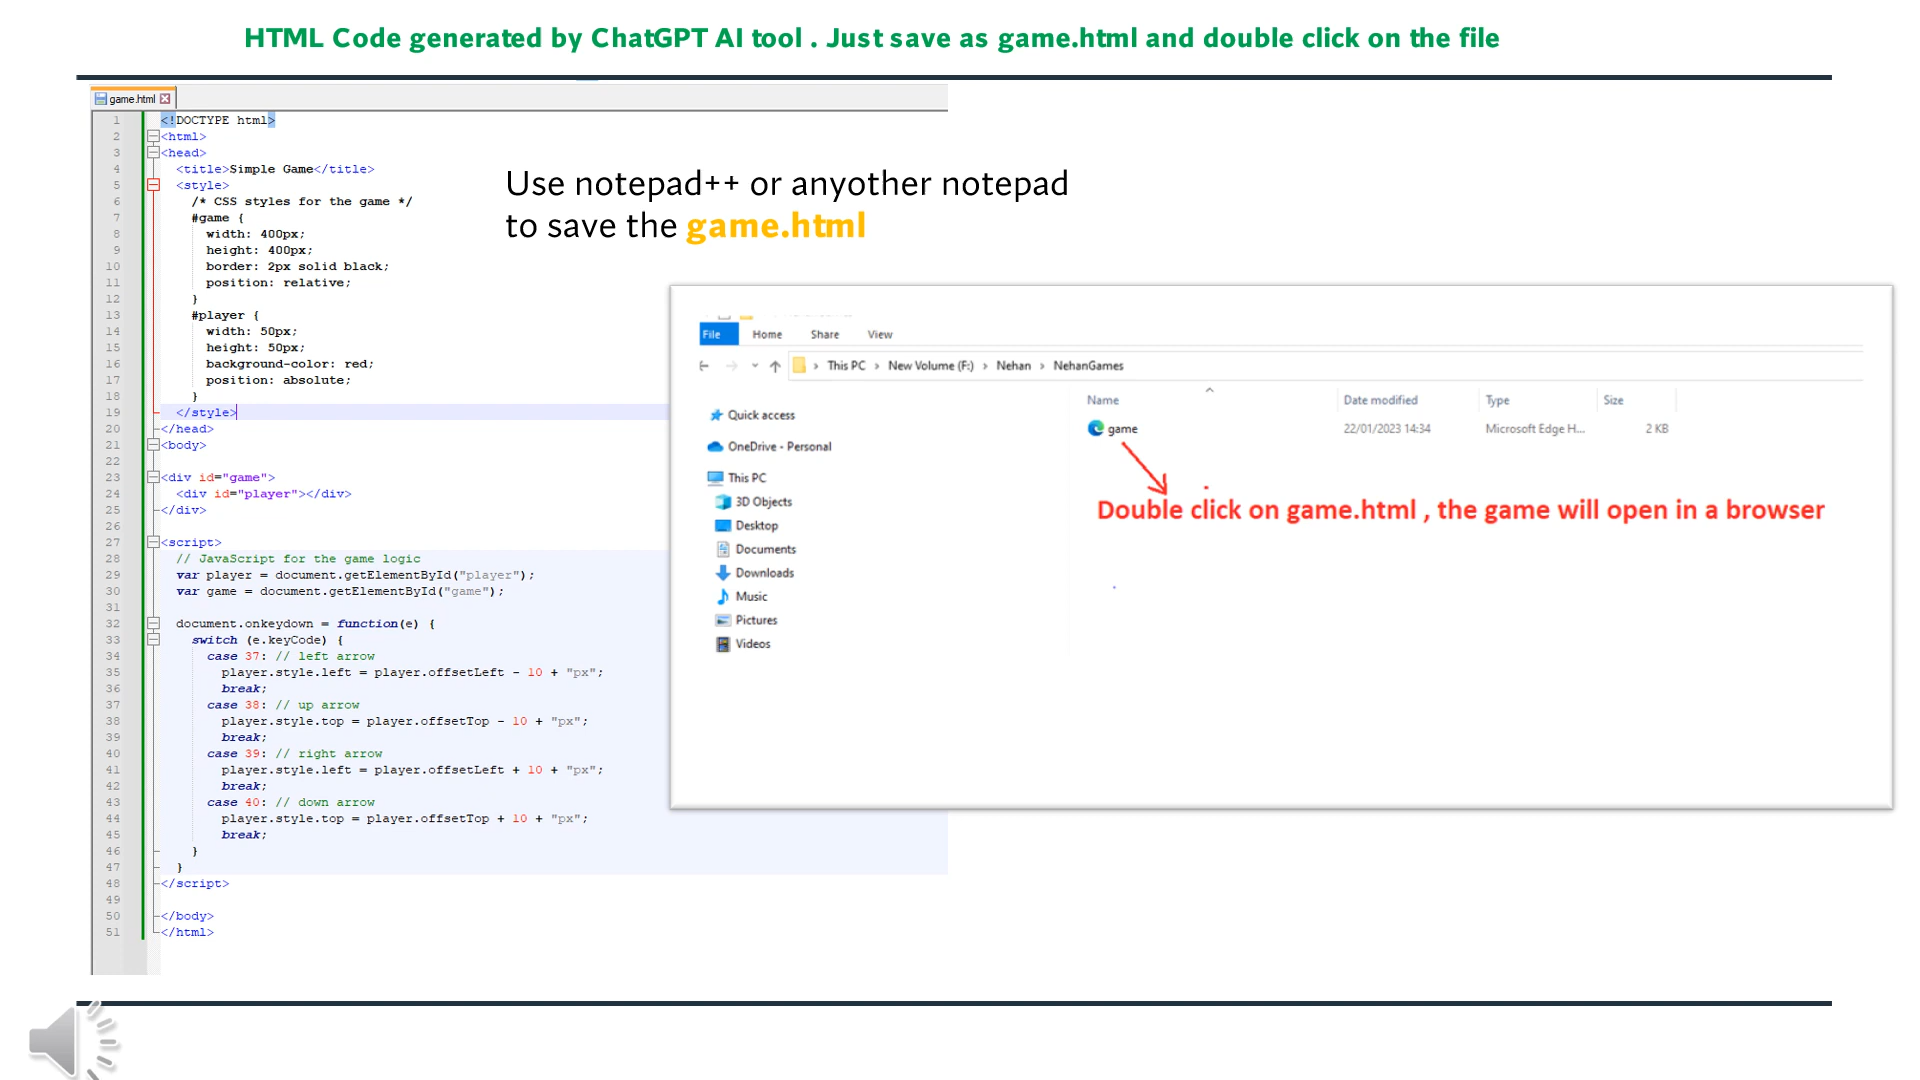 HTML Code generated by ChatGPT AI tool . Just save as game.html and double click on the file
game.html
1 <!DOCTYPE html>
2 <html>
3 <head>
4 <title>Simple Game</title>
5 <style>
6 /* CSS styles for the game */
7 #game {
8 width: 400px;
9 height: 400px;
10 border: 2px solid black;
11 position: relative;
12 }
13 #player {
14 width: 50px;
15 height: 50px;
16 background-color: red;
17 position: absolute;
18 }
19 </style>
20 </head>
21 <body>
22
23 <div id="game">
24 <div id="player"></div>
25 </div>
26
27 <script>
28 // JavaScript for the game logic
29 var player = document.getElementById("player");
30 var game = document.getElementById("game");
31
32 document.onkeydown = function(e) {
33 switch (e.keyCode) {
34 case 37: // left arrow
35 player.style.left = player.offsetLeft - 10 + "px";
36 break;
37 case 38: // up arrow
38 player.style.top = player.offsetTop - 10 + "px";
39 break;
40 case 39: // right arrow
41 player.style.left = player.offsetLeft + 10 + "px";
42 break;
43 case 40: // down arrow
44 player.style.top = player.offsetTop + 10 + "px";
45 break;
46 }
47 }
48 </script>
49
50 </body>
51 </html>
Use notepad++ or anyother notepad
to save the game.html
File Home Share View
This PC › New Volume (F:) › Nehan › NehanGames
Name Date modified Type Size
game 22/01/2023 14:34 Microsoft Edge H... 2 KB
Quick access
OneDrive - Personal
This PC
3D Objects
Desktop
Documents
Downloads
Music
Pictures
Videos
Double click on game.html , the game will open in a browser